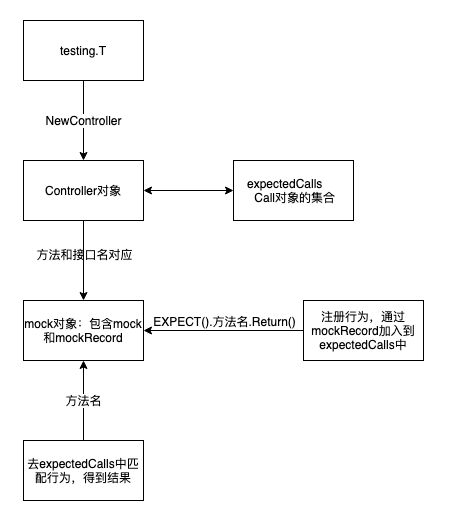 testing.T
NewController
Controller对象
expectedCalls
Call对象的集合
方法和接口名对应
mock对象：包含mock
和mockRecord
EXPECT().方法名.Return()
注册行为，通过
mockRecord加入到
expectedCalls中
方法名
去expectedCalls中匹
配行为，得到结果